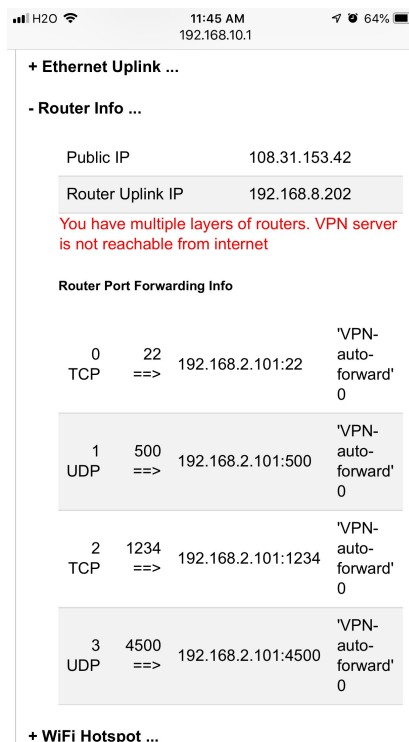 H2O 11:45 AM 64%
192.168.10.1
+ Ethernet Uplink ...
- Router Info ...
Public IP 108.31.153.42
Router Uplink IP 192.168.8.202
You have multiple layers of routers. VPN server
is not reachable from internet
Router Port Forwarding Info
0 TCP 22 ==> 192.168.2.101:22 'VPN-auto-forward' 0
1 UDP 500 ==> 192.168.2.101:500 'VPN-auto-forward' 0
2 TCP 1234 ==> 192.168.2.101:1234 'VPN-auto-forward' 0
3 UDP 4500 ==> 192.168.2.101:4500 'VPN-auto-forward' 0
+ WiFi Hotspot ...